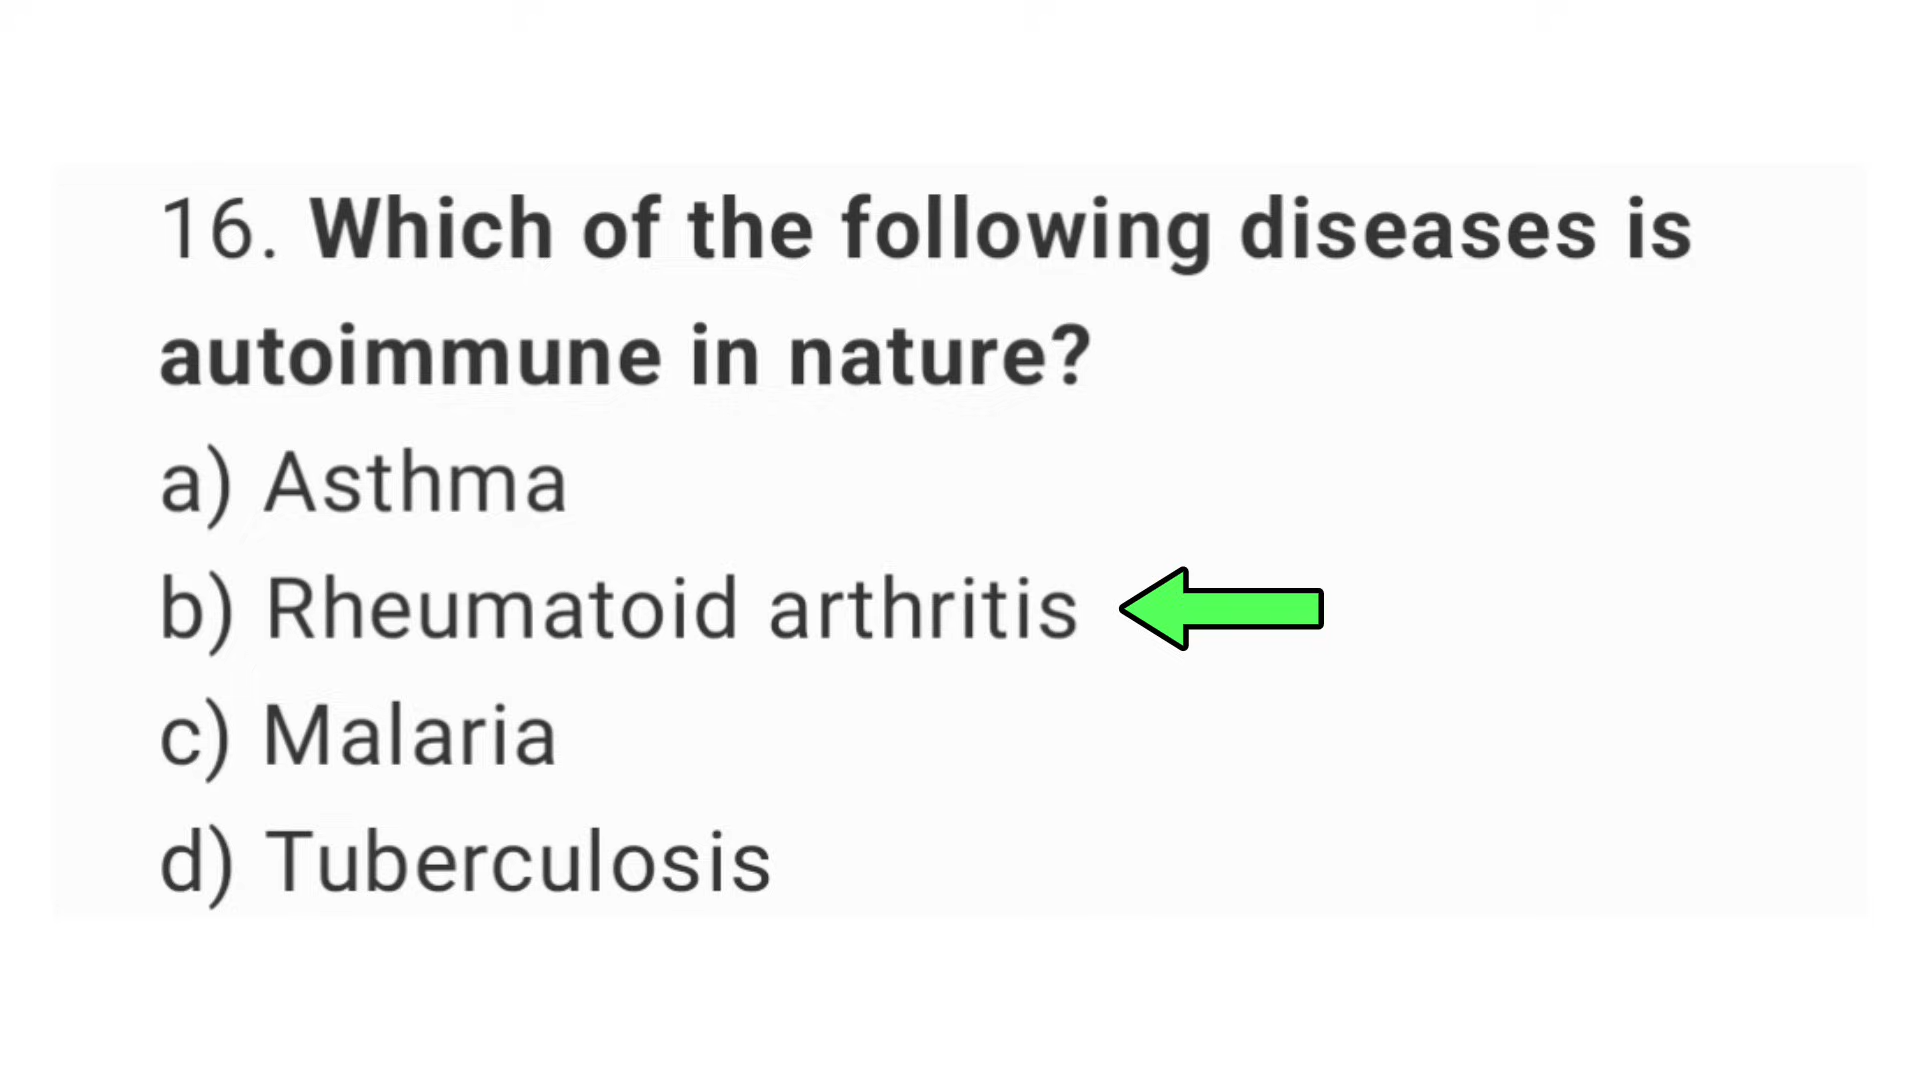 16. Which of the following diseases is
autoimmune in nature?
a) Asthma
b) Rheumatoid arthritis
c) Malaria
d) Tuberculosis